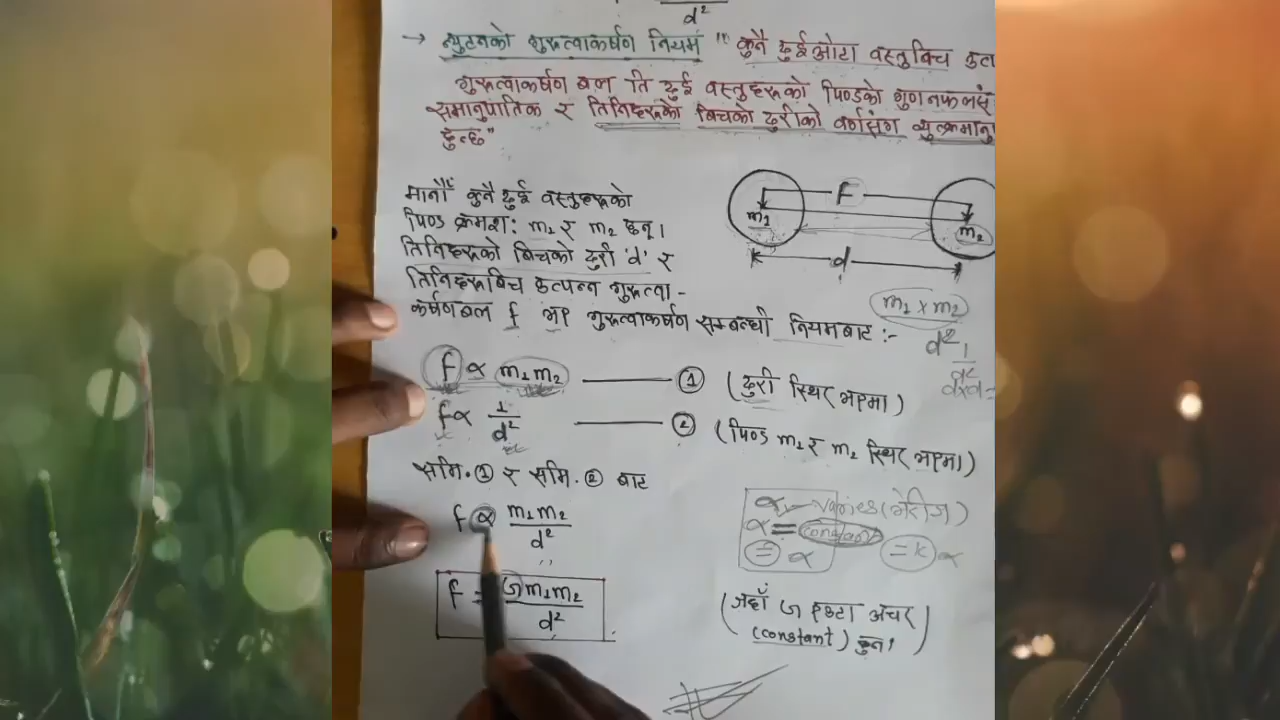 d²
→ न्युटनको गुरुत्वाकर्षण नियम " कुनै दुईओटा वस्तुबिच
गुरुत्वाकर्षण बल ति दुई वस्तुहरूको पिण्डको गुणनफलसं
समानुपातिक र तिनिहरूको बिचको दुरीको वर्गसंग व्युत्क्रमानु
हुन्छ"
F
m₁
m₂
d
मानौँ कुनै दुई वस्तुहरूको
पिण्ड क्रमश: m₁ र m₂ छन्।
तिनिहरूको बिचको दुरी 'd' र
तिनिहरूबिच उत्पन्न गुरुत्वा-
कर्षणबल f भए गुरुत्वाकर्षण सम्बन्धी नियमबाट :-
m₁ x m₂
d²
1
d²
dxd=
f ∝ m₁m₂ ——— ① (दुरी स्थिर भएमा)
f ∝ 1/d² ——— ② (पिण्ड m₁ र m₂ स्थिर भएमा)
समि.① र समि.② बाट
f ∝ m₁m₂/d²
∝ – varies (भेरिज)
∝ = constant
= ∝ =K ∝
f = Gm₁m₂/d²
(जहाँ G एउटा अचर
(constant) हुन।)